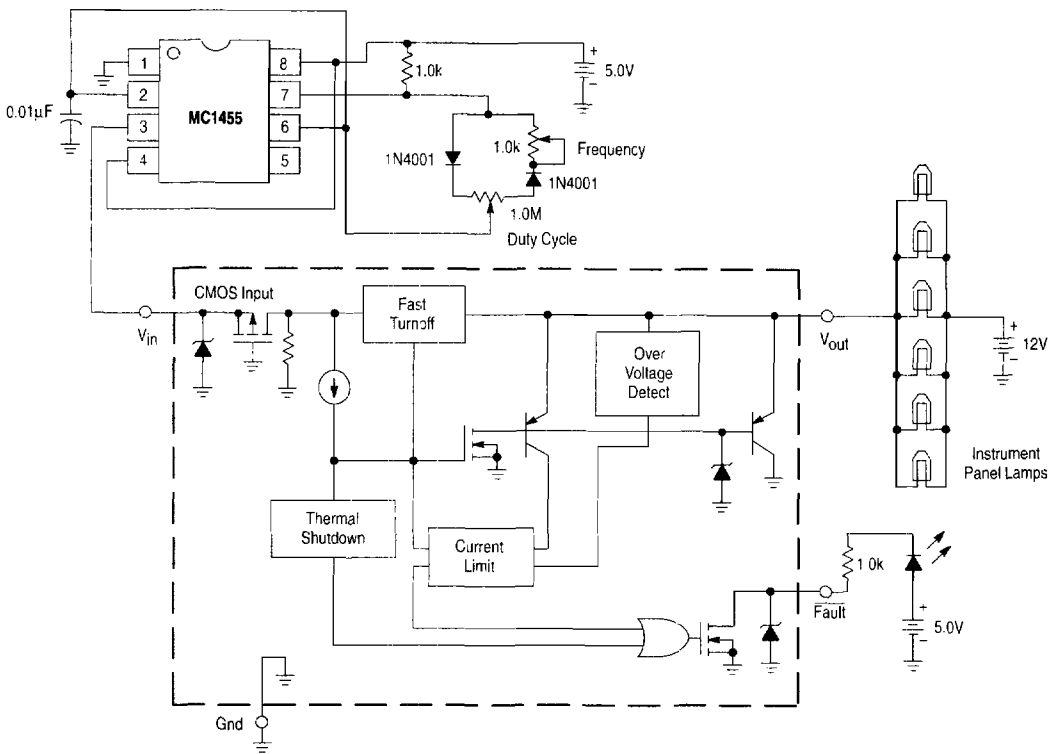 1
2
3
4
MC1455
8
7
6
5
0.01µF
1.0k
+
5.0V
–
1N4001
1.0k
Frequency
1N4001
1.0M
Duty Cycle
CMOS Input
Vin
Fast
Turnoff
Over
Voltage
Detect
Vout
+
12V
–
Instrument
Panel Lamps
Thermal
Shutdown
Current
Limit
1 0k
Fault
+
5.0V
–
Gnd